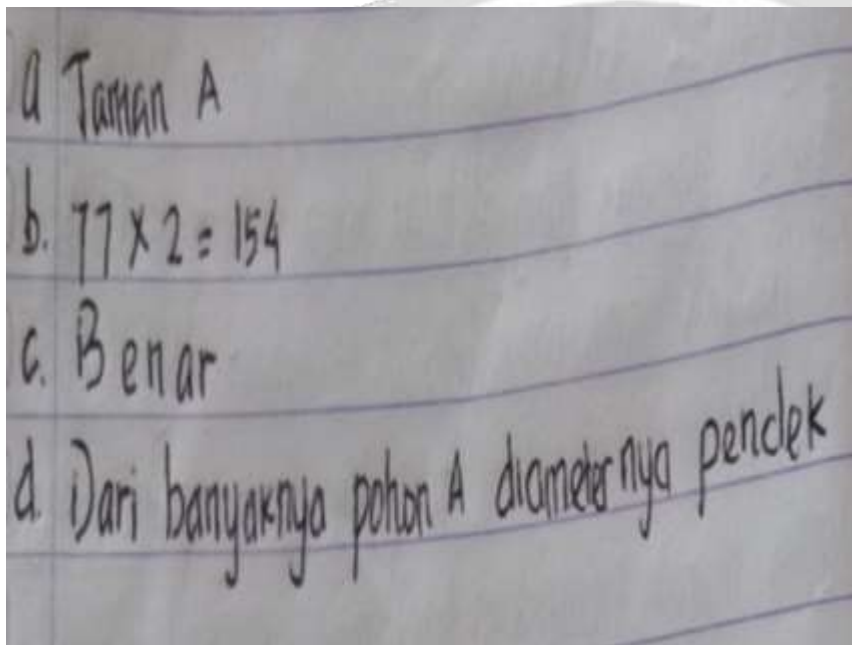 a Taman A
b. 77 x 2 = 154
c. Benar
d. Dari banyaknya pohon A diameternya pendek